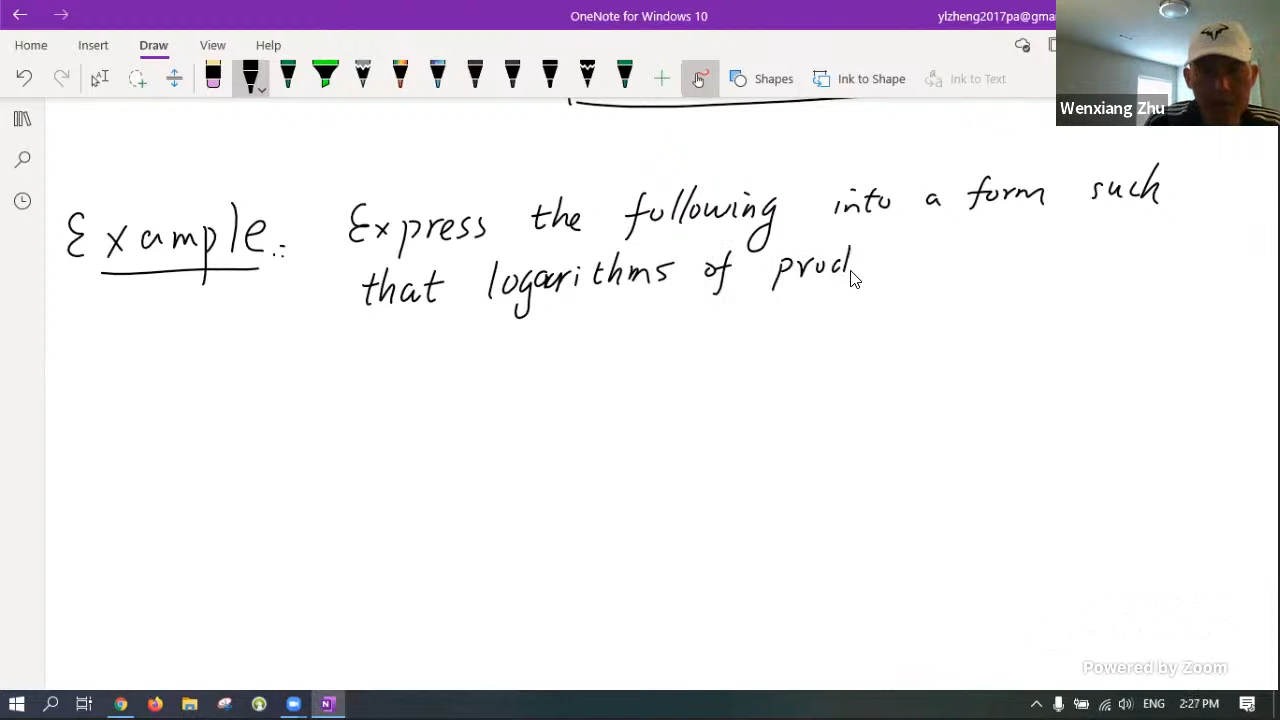 OneNote for Windows 10
ylzheng2017pa@gma
Home Insert Draw View Help
Shapes Ink to Shape Ink to Text
Wenxiang Zhu
Example: Express the following into a form such
that logarithms of prod
Powered by Zoom
ENG 2:27 PM